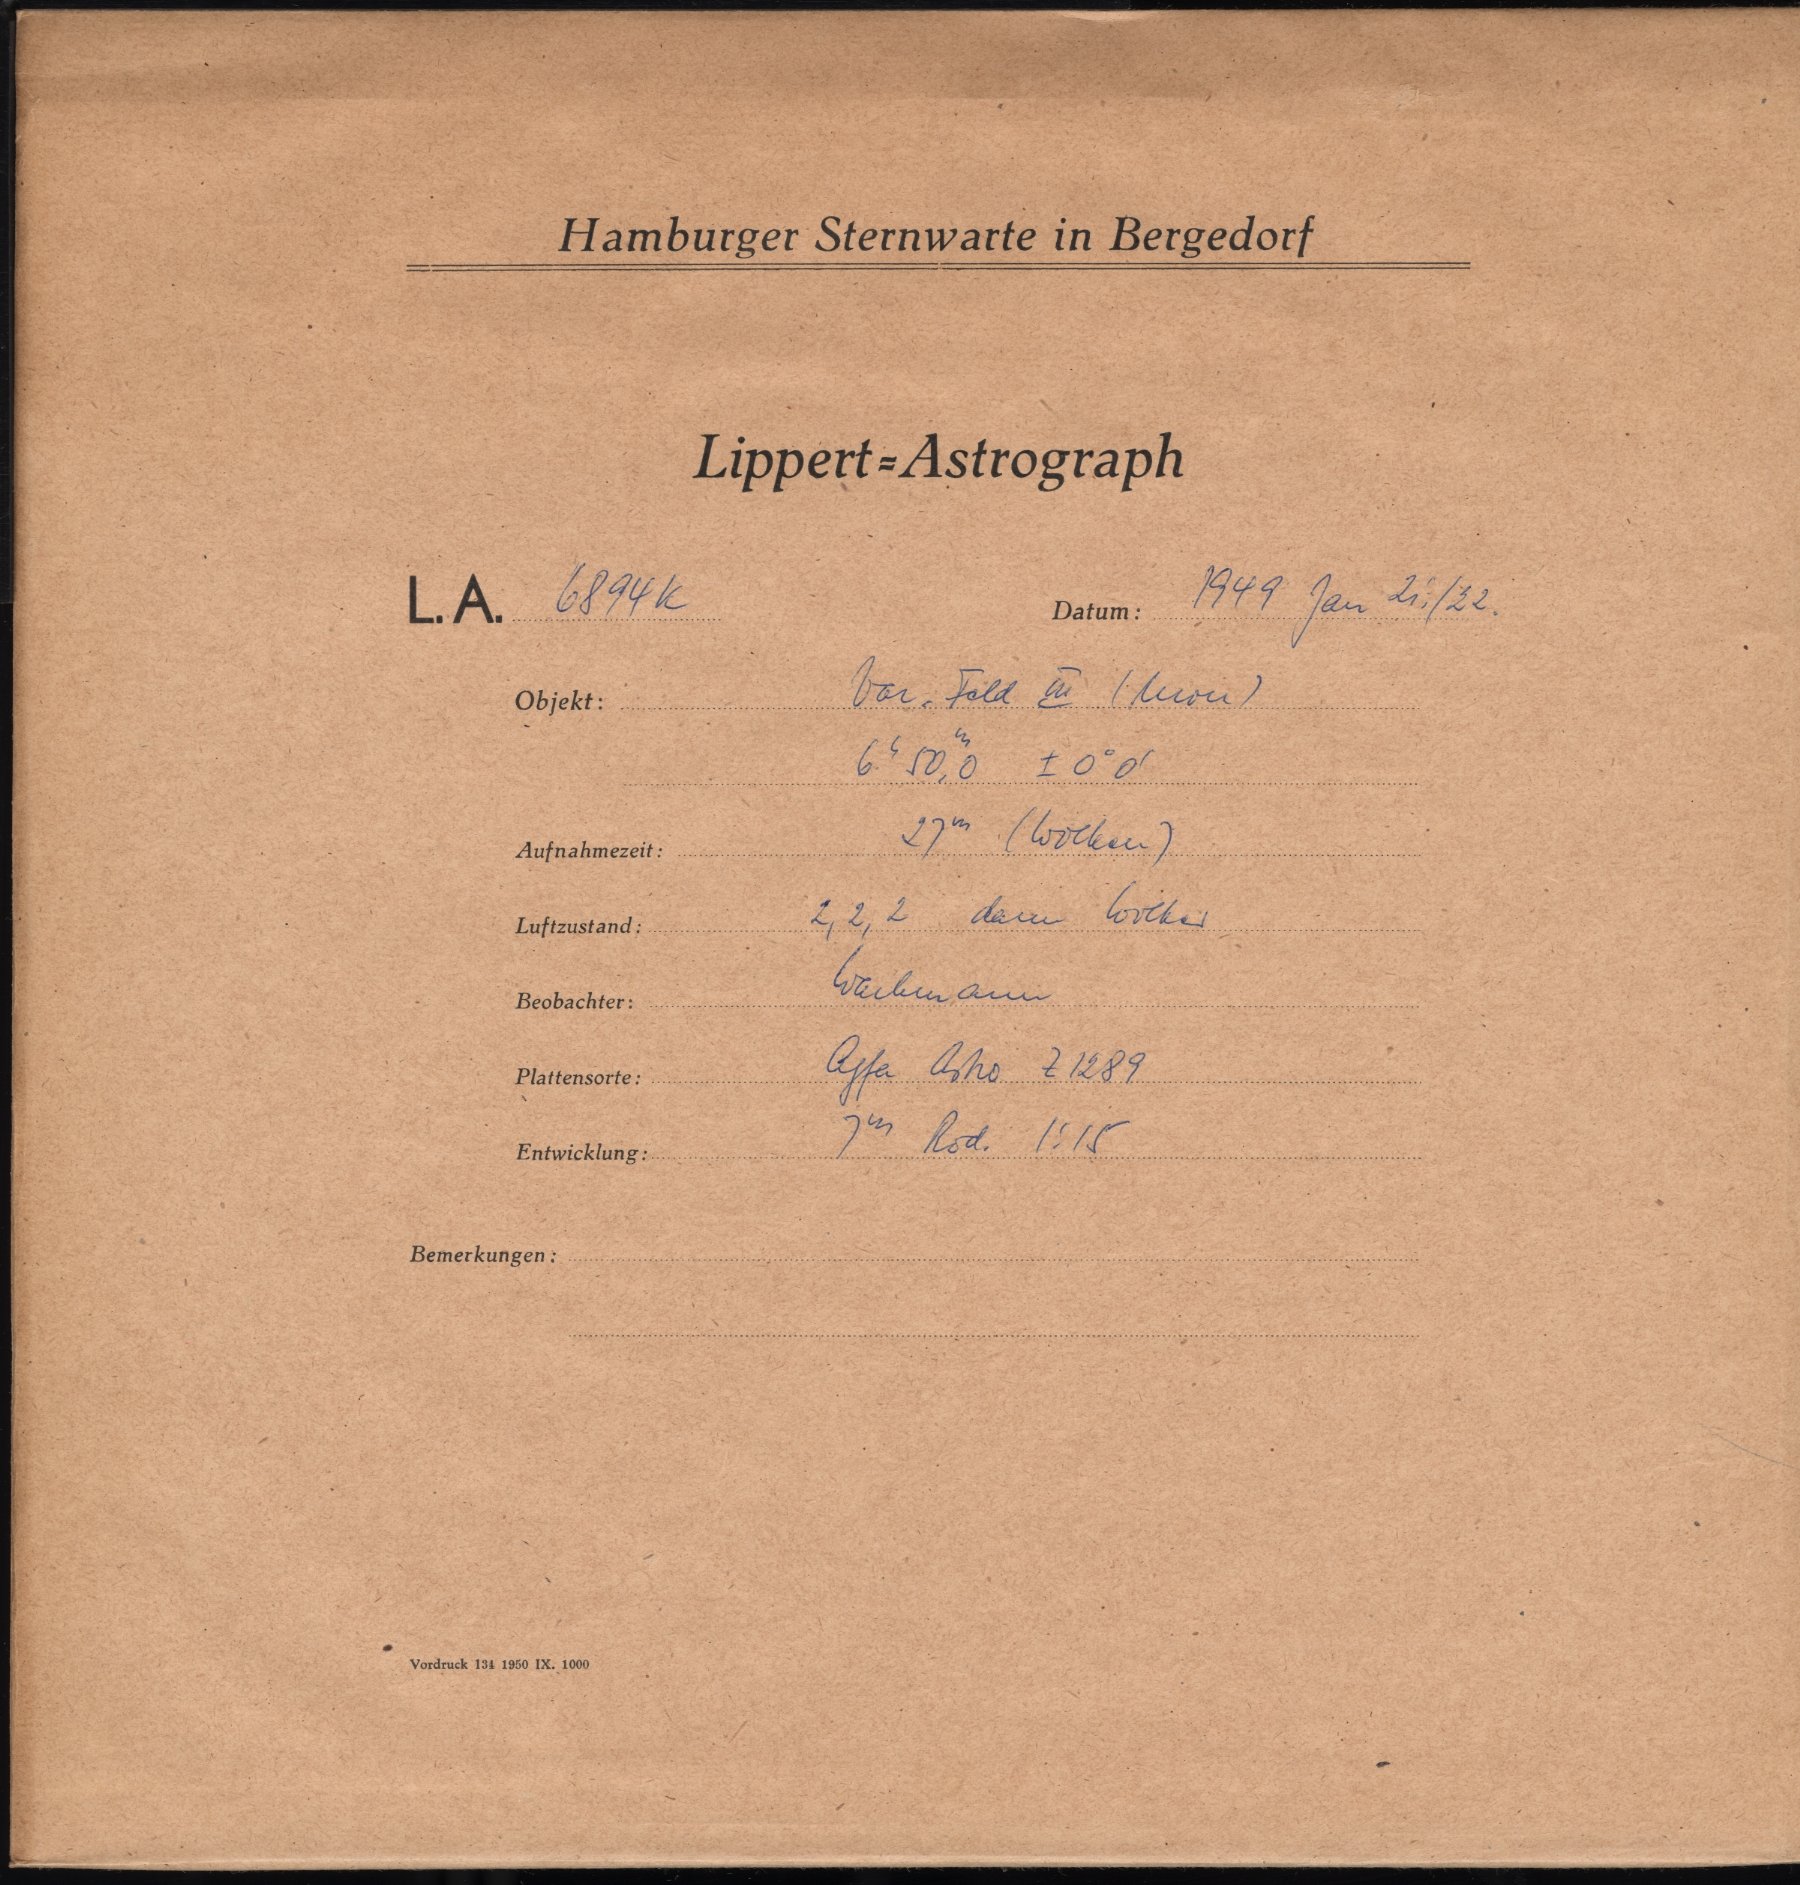 Hamburger Sternwarte in Bergedorf
Lippert=Astrograph
L. A. 6894 K Datum: 1949 Jan 21./22.
Objekt: Var. Feld III (Mon)
6ʰ 50,ᵐ0 ± 0° 0'
Aufnahmezeit: 27ᵐ (Wolken)
Luftzustand: 2, 2, 2 dann Wolken
Beobachter: Wachmann
Plattensorte: Agfa Astro Z 1289
Entwicklung: 7ᵐ Rod. 1:15
Bemerkungen:
Vordruck 134 1950 IX. 1000